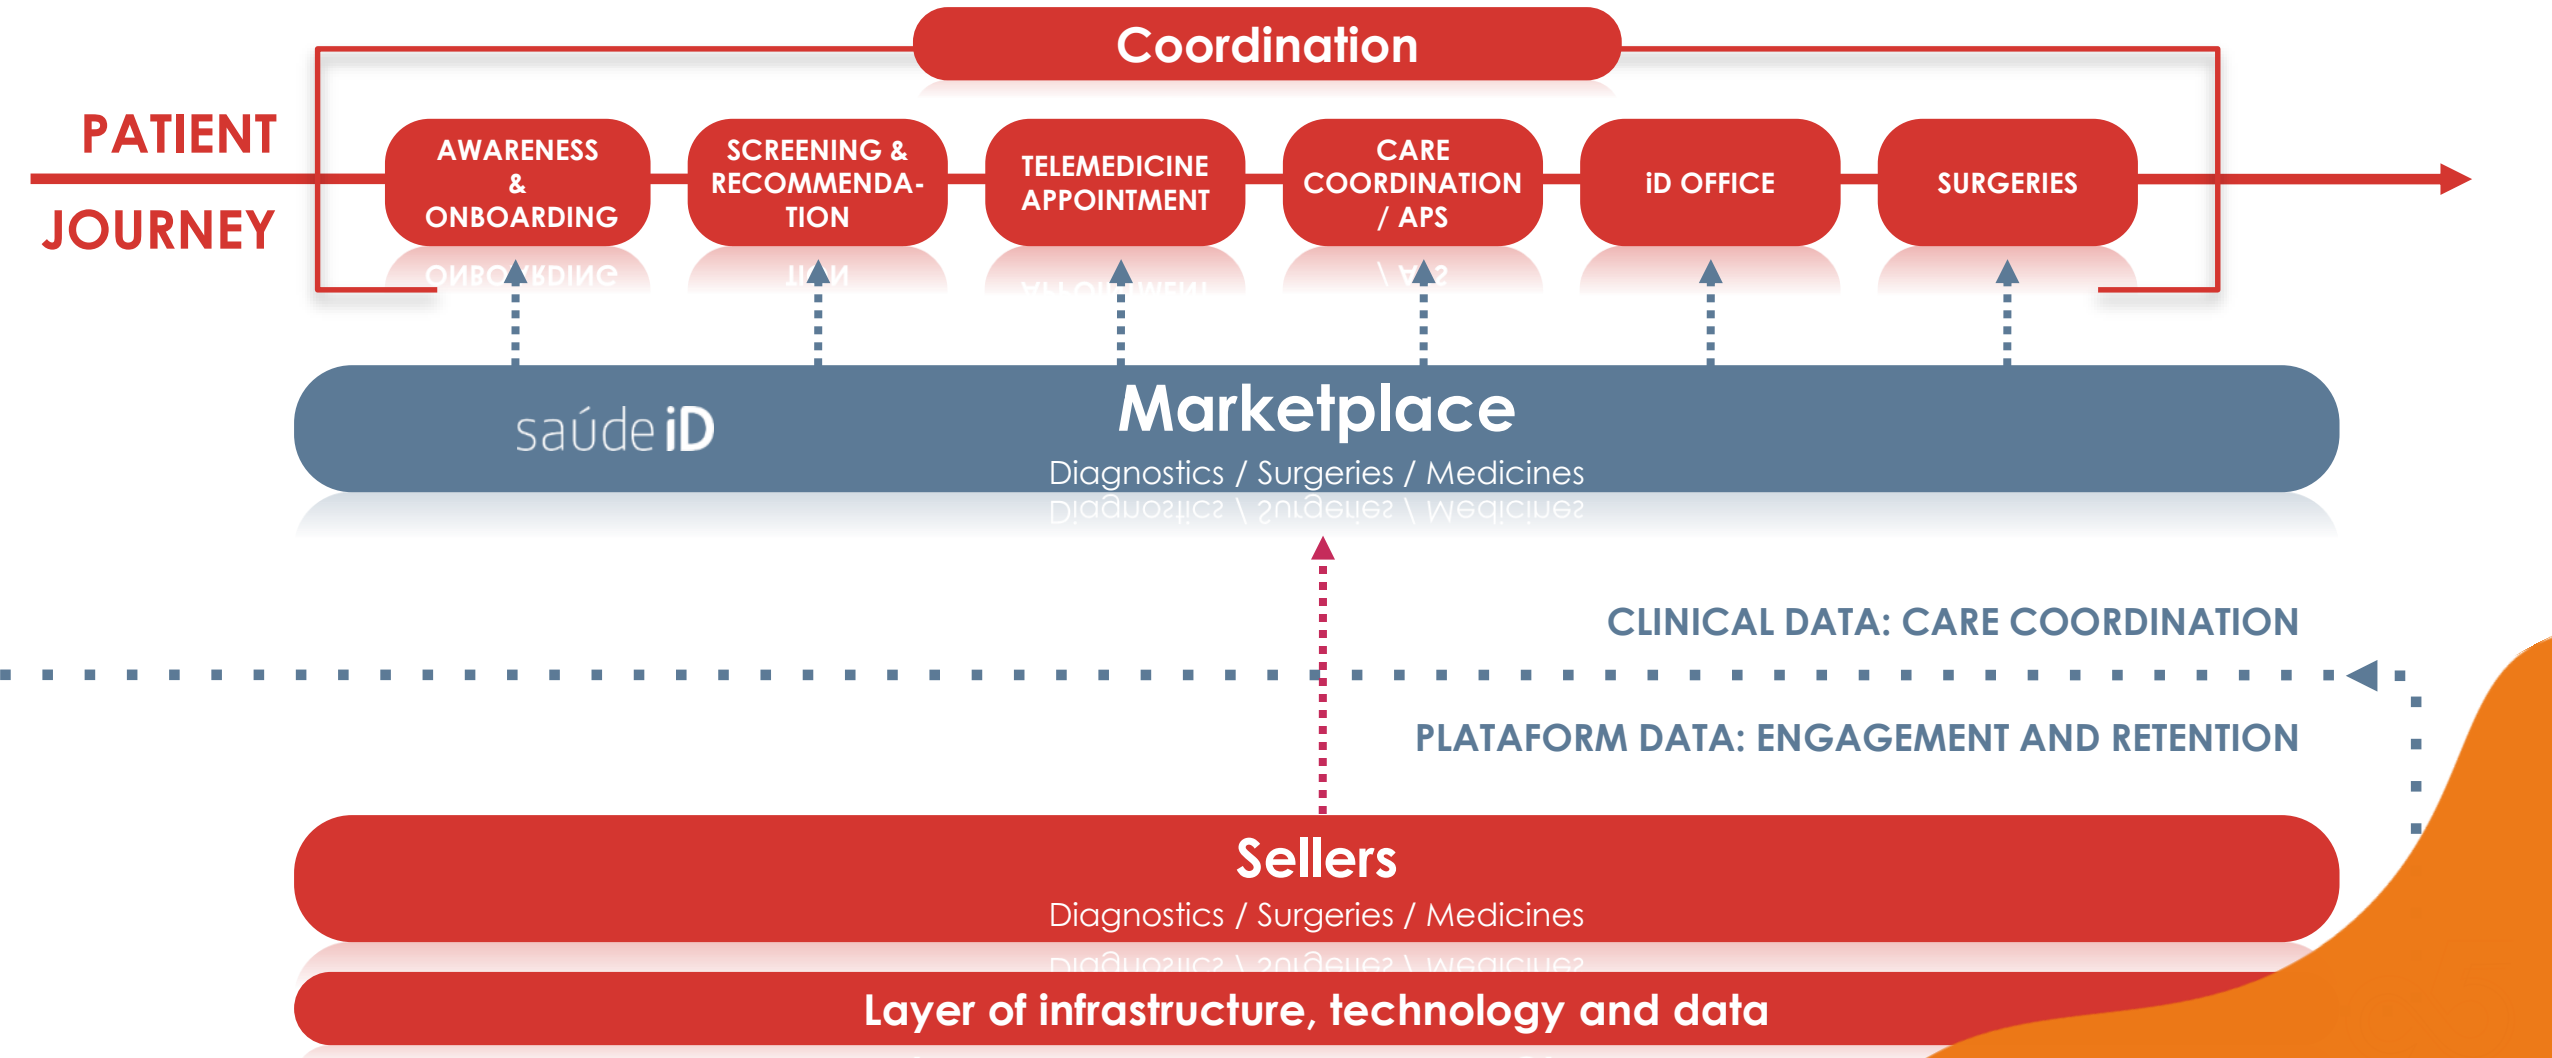 Coordination
PATIENT
JOURNEY
AWARENESS
&
ONBOARDING
SCREENING &
RECOMMENDA-
TION
TELEMEDICINE
APPOINTMENT
CARE
COORDINATION
/ APS
iD OFFICE
SURGERIES
saúde iD
Marketplace
Diagnostics / Surgeries / Medicines
CLINICAL DATA: CARE COORDINATION
PLATAFORM DATA: ENGAGEMENT AND RETENTION
Sellers
Diagnostics / Surgeries / Medicines
Layer of infrastructure, technology and data